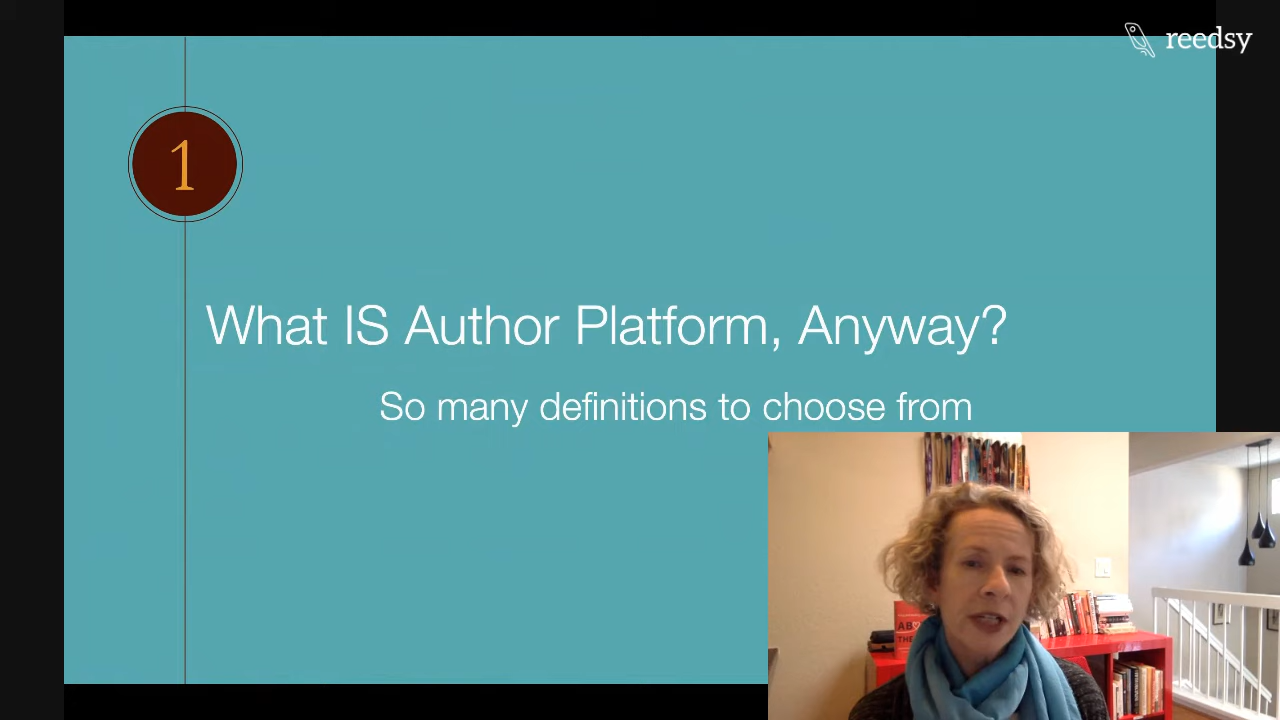 reedsy
1
What IS Author Platform, Anyway?
So many definitions to choose from